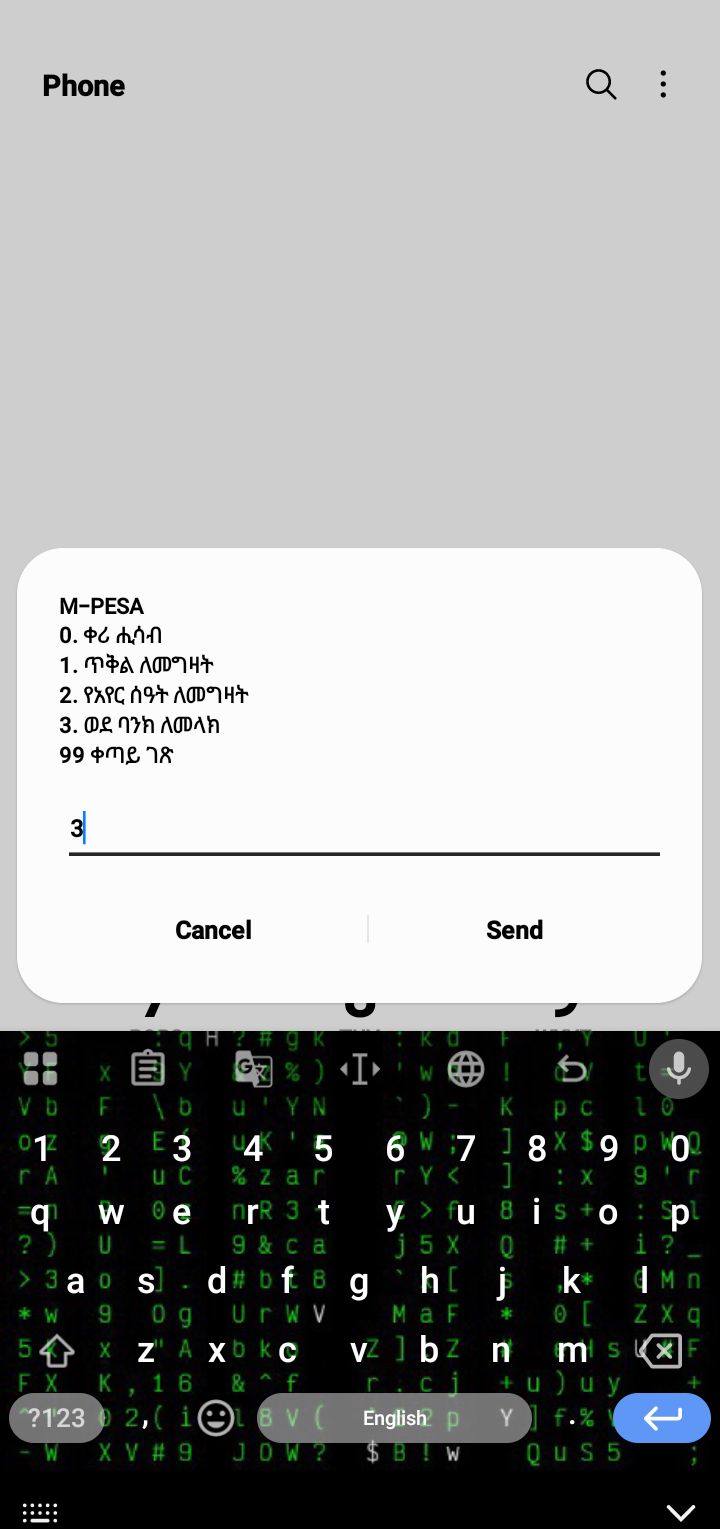 Phone
M-PESA
0. ቀሪ ሒሳብ
1. ጥቅል ለመግዛት
2. የአየር ሰዓት ለመግዛት
3. ወደ ባንክ ለመላክ
99 ቀጣይ ገጽ
3
Cancel
Send
1 2 3 4 5 6 7 8 9 0
q w e r t y u i o p
a s d f g h j k l
z x c v b n m
?123 , English .